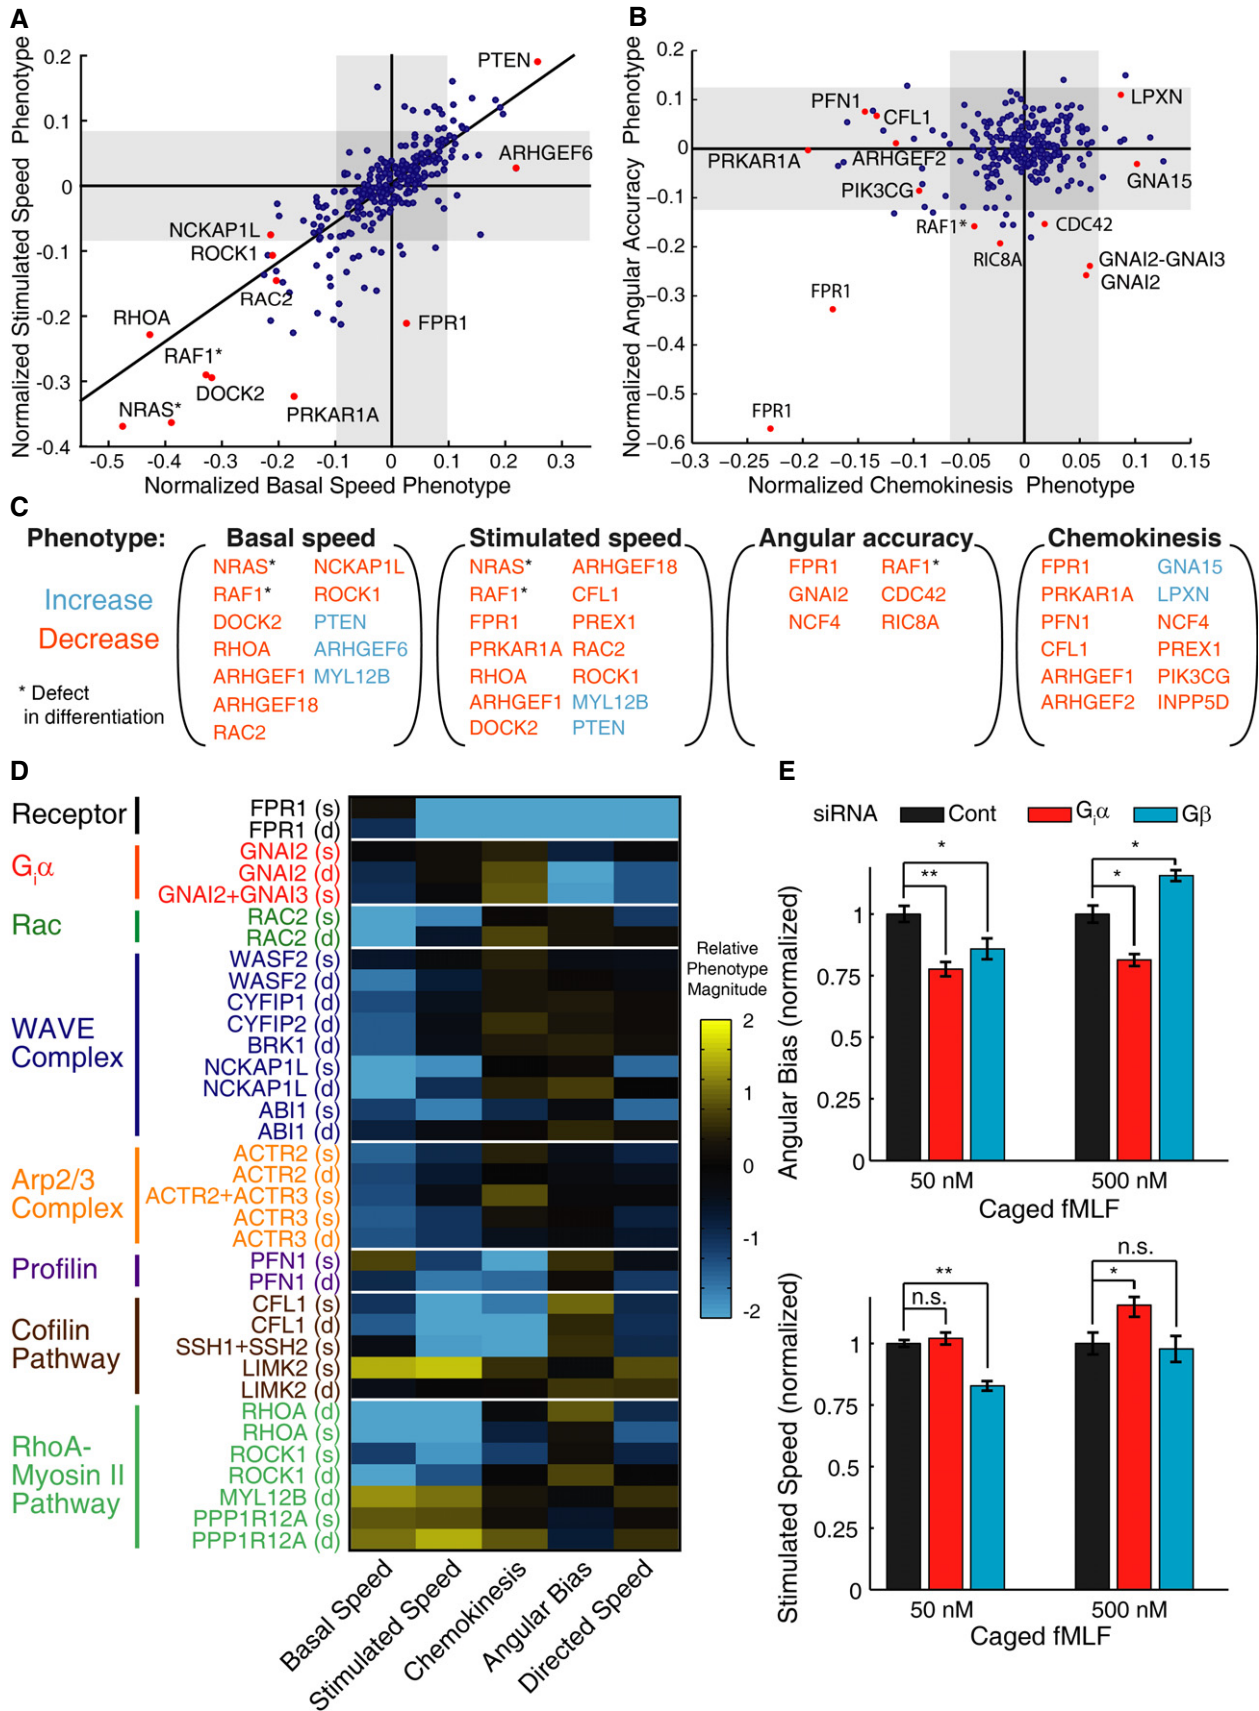 A
Normalized Stimulated Speed Phenotype
0.2
0.1
0
-0.1
-0.2
-0.3
-0.4
-0.5
-0.4
-0.3
-0.2
-0.1
0
0.1
0.2
0.3
Normalized Basal Speed Phenotype
PTEN
ARHGEF6
NCKAP1L
ROCK1
RAC2
RHOA
FPR1
RAF1*
DOCK2
NRAS*
PRKAR1A
B
Normalized Angular Accuracy Phenotype
0.2
0.1
0
−0.1
−0.2
−0.3
−0.4
−0.5
−0.6
−0.3
−0.25
−0.2
−0.15
−0.1
−0.05
0
0.05
0.1
0.15
Normalized Chemokinesis Phenotype
PFN1
CFL1
LPXN
PRKAR1A
ARHGEF2
GNA15
PIK3CG
RAF1*
CDC42
RIC8A
GNAI2-GNAI3
GNAI2
FPR1
FPR1
C
Phenotype:
Increase
Decrease
* Defect
in differentiation
Basal speed
NRAS* NCKAP1L
RAF1* ROCK1
DOCK2 PTEN
RHOA ARHGEF6
ARHGEF1 MYL12B
ARHGEF18
RAC2
Stimulated speed
NRAS* ARHGEF18
RAF1* CFL1
FPR1 PREX1
PRKAR1A RAC2
RHOA ROCK1
ARHGEF1 MYL12B
DOCK2 PTEN
Angular accuracy
FPR1 RAF1*
GNAI2 CDC42
NCF4 RIC8A
Chemokinesis
FPR1 GNA15
PRKAR1A LPXN
PFN1 NCF4
CFL1 PREX1
ARHGEF1 PIK3CG
ARHGEF2 INPP5D
D
Receptor
FPR1 (s)
FPR1 (d)
Giα
GNAI2 (s)
GNAI2 (d)
GNAI2+GNAI3 (s)
Rac
RAC2 (s)
RAC2 (d)
WAVE
Complex
WASF2 (s)
WASF2 (d)
CYFIP1 (d)
CYFIP2 (d)
BRK1 (d)
NCKAP1L (s)
NCKAP1L (d)
ABI1 (s)
ABI1 (d)
Arp2/3
Complex
ACTR2 (s)
ACTR2 (d)
ACTR2+ACTR3 (s)
ACTR3 (s)
ACTR3 (d)
Profilin
PFN1 (s)
PFN1 (d)
Cofilin
Pathway
CFL1 (s)
CFL1 (d)
SSH1+SSH2 (s)
LIMK2 (s)
LIMK2 (d)
RhoA-
Myosin II
Pathway
RHOA (d)
RHOA (s)
ROCK1 (s)
ROCK1 (d)
MYL12B (d)
PPP1R12A (s)
PPP1R12A (d)
Basal Speed
Stimulated Speed
Chemokinesis
Angular Bias
Directed Speed
Relative
Phenotype
Magnitude
2
1
0
-1
-2
E
siRNA Cont Giα Gβ
Angular Bias (normalized)
1
0.75
0.5
0.25
0
*
**
*
*
50 nM
500 nM
Caged fMLF
Stimulated Speed (normalized)
1
0.75
0.5
0.25
0
**
n.s.
n.s.
*
50 nM
500 nM
Caged fMLF